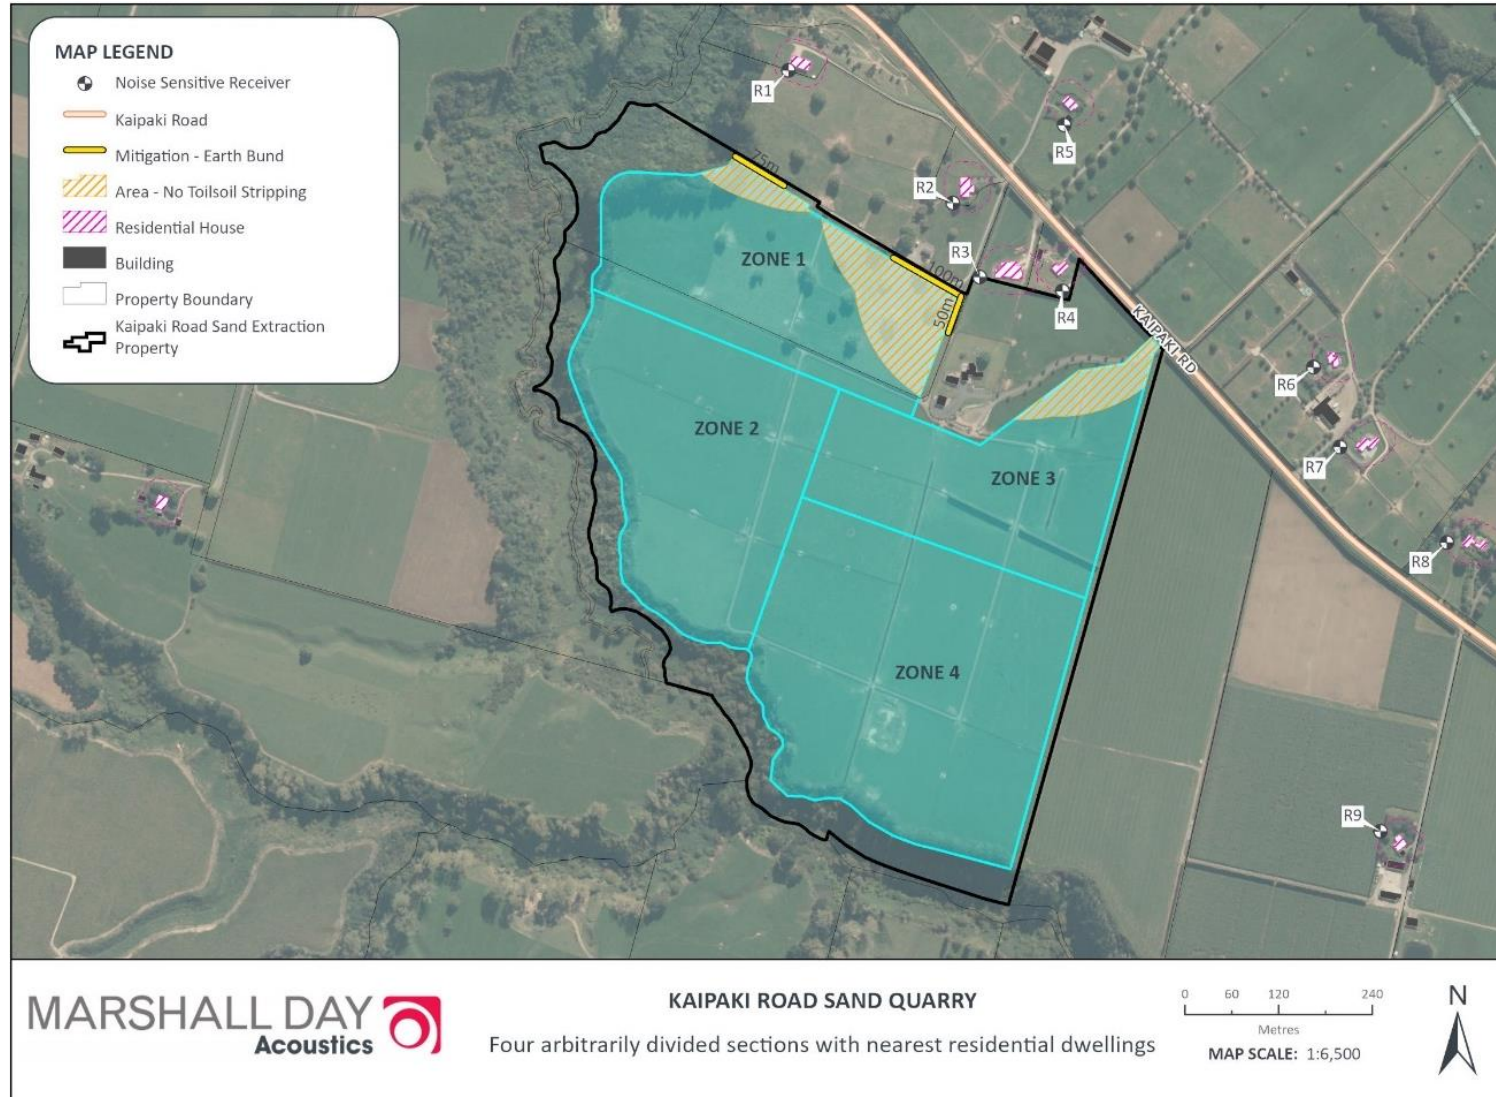 MAP LEGEND
Noise Sensitive Receiver
Kaipaki Road
Mitigation - Earth Bund
Area - No Toilsoil Stripping
Residential House
Building
Property Boundary
Kaipaki Road Sand Extraction
Property
R1
R5
75m
R2
R3
ZONE 1
100m
50m
R4
KAIPAKI RD
R6
ZONE 2
R7
ZONE 3
R8
ZONE 4
R9
MARSHALL DAY
Acoustics
KAIPAKI ROAD SAND QUARRY
Four arbitrarily divided sections with nearest residential dwellings
0 60 120 240
Metres
MAP SCALE: 1:6,500
N